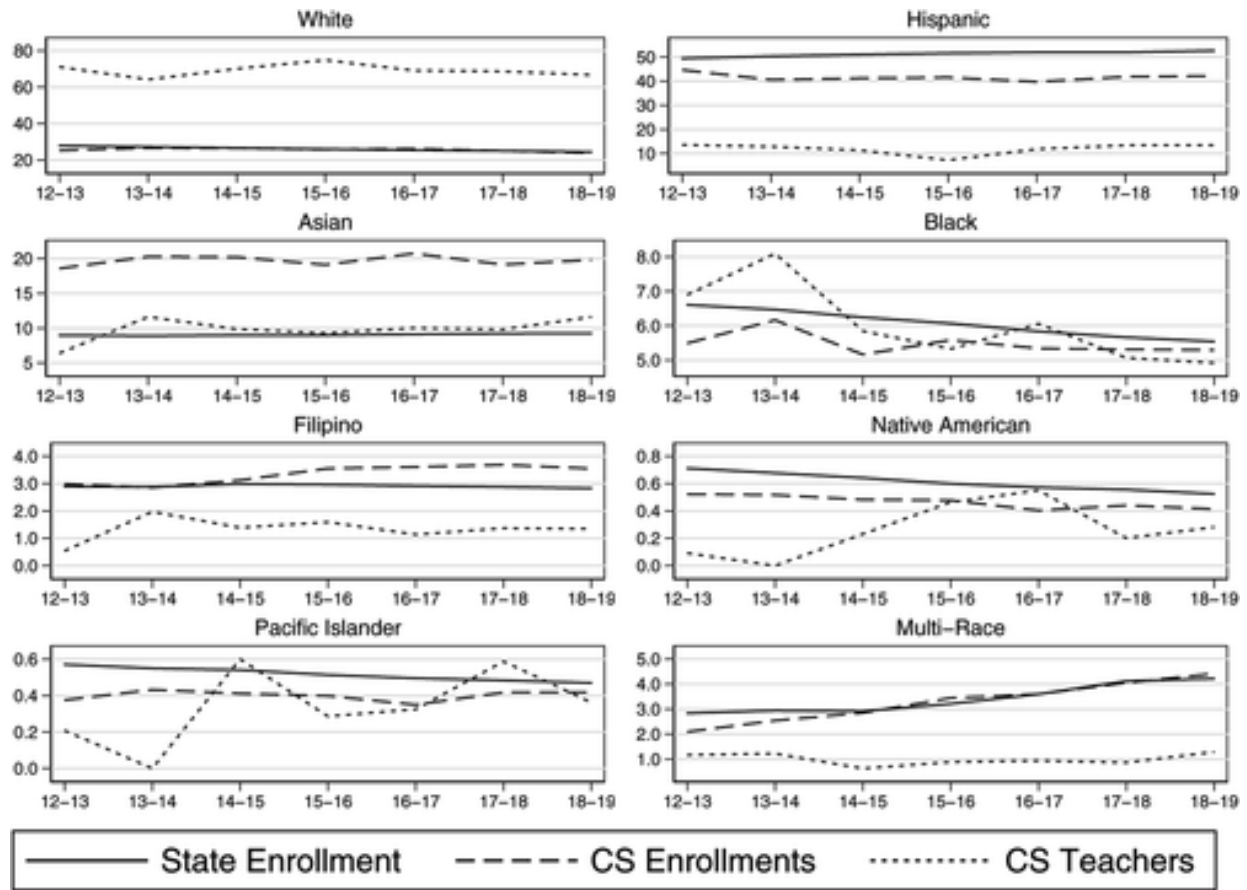 White
80
60
40
20
12–13 13–14 14–15 15–16 16–17 17–18 18–19
Hispanic
50
40
30
20
10
12–13 13–14 14–15 15–16 16–17 17–18 18–19
Asian
20
15
10
5
12–13 13–14 14–15 15–16 16–17 17–18 18–19
Black
8.0
7.0
6.0
5.0
12–13 13–14 14–15 15–16 16–17 17–18 18–19
Filipino
4.0
3.0
2.0
1.0
0.0
12–13 13–14 14–15 15–16 16–17 17–18 18–19
Native American
0.8
0.6
0.4
0.2
0.0
12–13 13–14 14–15 15–16 16–17 17–18 18–19
Pacific Islander
0.6
0.4
0.2
0.0
12–13 13–14 14–15 15–16 16–17 17–18 18–19
Multi–Race
5.0
4.0
3.0
2.0
1.0
12–13 13–14 14–15 15–16 16–17 17–18 18–19
State Enrollment CS Enrollments CS Teachers